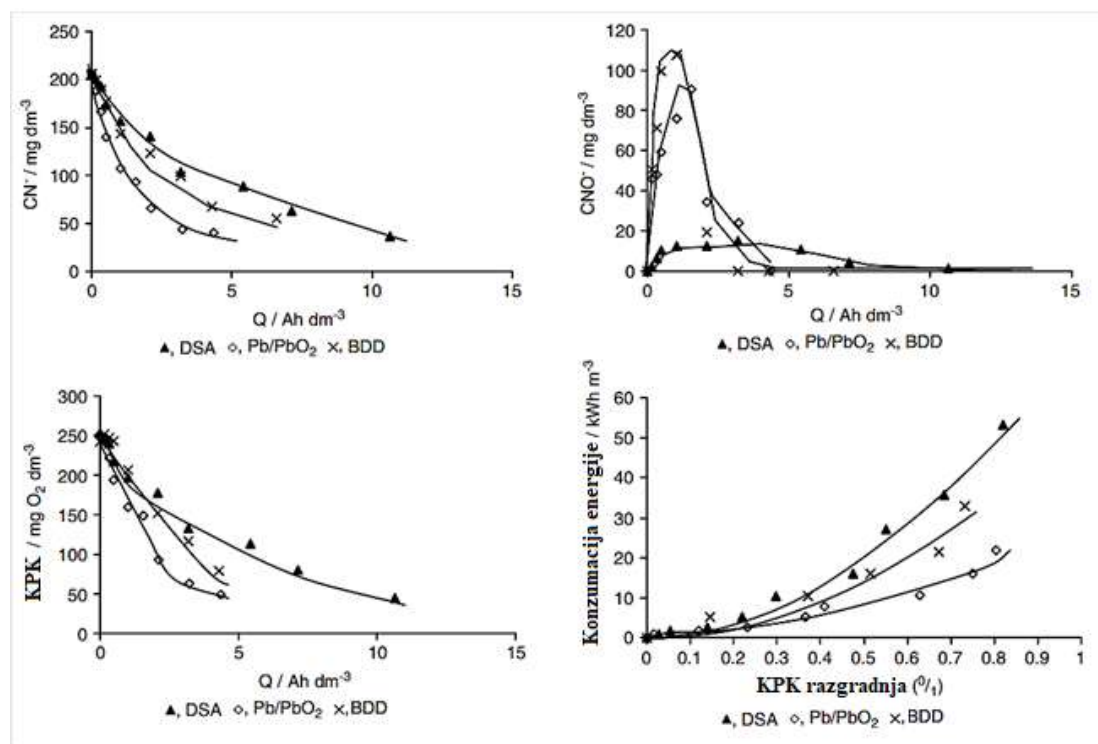 CN⁻ / mg dm⁻³
250
200
150
100
50
0
0 5 10 15
Q / Ah dm⁻³
▲, DSA ◇, Pb/PbO₂ ×, BDD
CNO⁻ / mg dm⁻³
120
100
80
60
40
20
0
0 5 10 15
Q / Ah dm⁻³
▲, DSA ◇, Pb/PbO₂ ×, BDD
KPK / mg O₂ dm⁻³
300
250
200
150
100
50
0
0 5 10 15
Q / Ah dm⁻³
▲, DSA ◇, Pb/PbO₂ ×, BDD
Konzumacija energije / kWh m⁻³
60
50
40
30
20
10
0
0 0.1 0.2 0.3 0.4 0.5 0.6 0.7 0.8 0.9 1
KPK razgradnja (⁰/₁)
▲, DSA ◇, Pb/PbO₂ ×, BDD